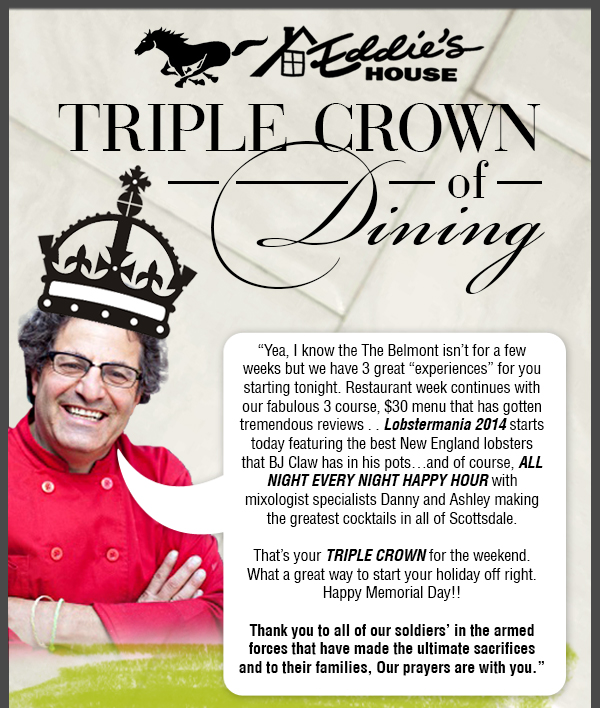 Eddie's
HOUSE
TRIPLE CROWN
of
Dining
“Yea, I know the The Belmont isn’t for a few
weeks but we have 3 great “experiences” for you
starting tonight. Restaurant week continues with
our fabulous 3 course, $30 menu that has gotten
tremendous reviews . . Lobstermania 2014 starts
today featuring the best New England lobsters
that BJ Claw has in his pots…and of course, ALL
NIGHT EVERY NIGHT HAPPY HOUR with
mixologist specialists Danny and Ashley making
the greatest cocktails in all of Scottsdale.
That’s your TRIPLE CROWN for the weekend.
What a great way to start your holiday off right.
Happy Memorial Day!!
Thank you to all of our soldiers’ in the armed
forces that have made the ultimate sacrifices
and to their families, Our prayers are with you.”